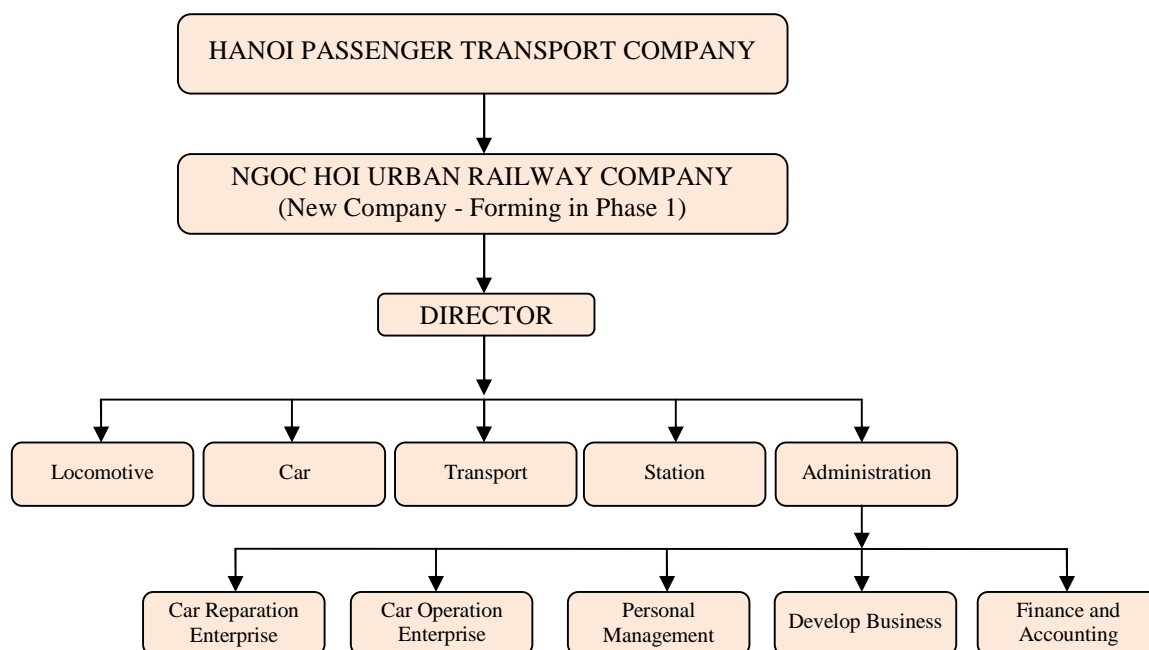 HANOI PASSENGER TRANSPORT COMPANY
NGOC HOI URBAN RAILWAY COMPANY
(New Company - Forming in Phase 1)
DIRECTOR
Locomotive
Car
Transport
Station
Administration
Car Reparation
Enterprise
Car Operation
Enterprise
Personal
Management
Develop Business
Finance and
Accounting